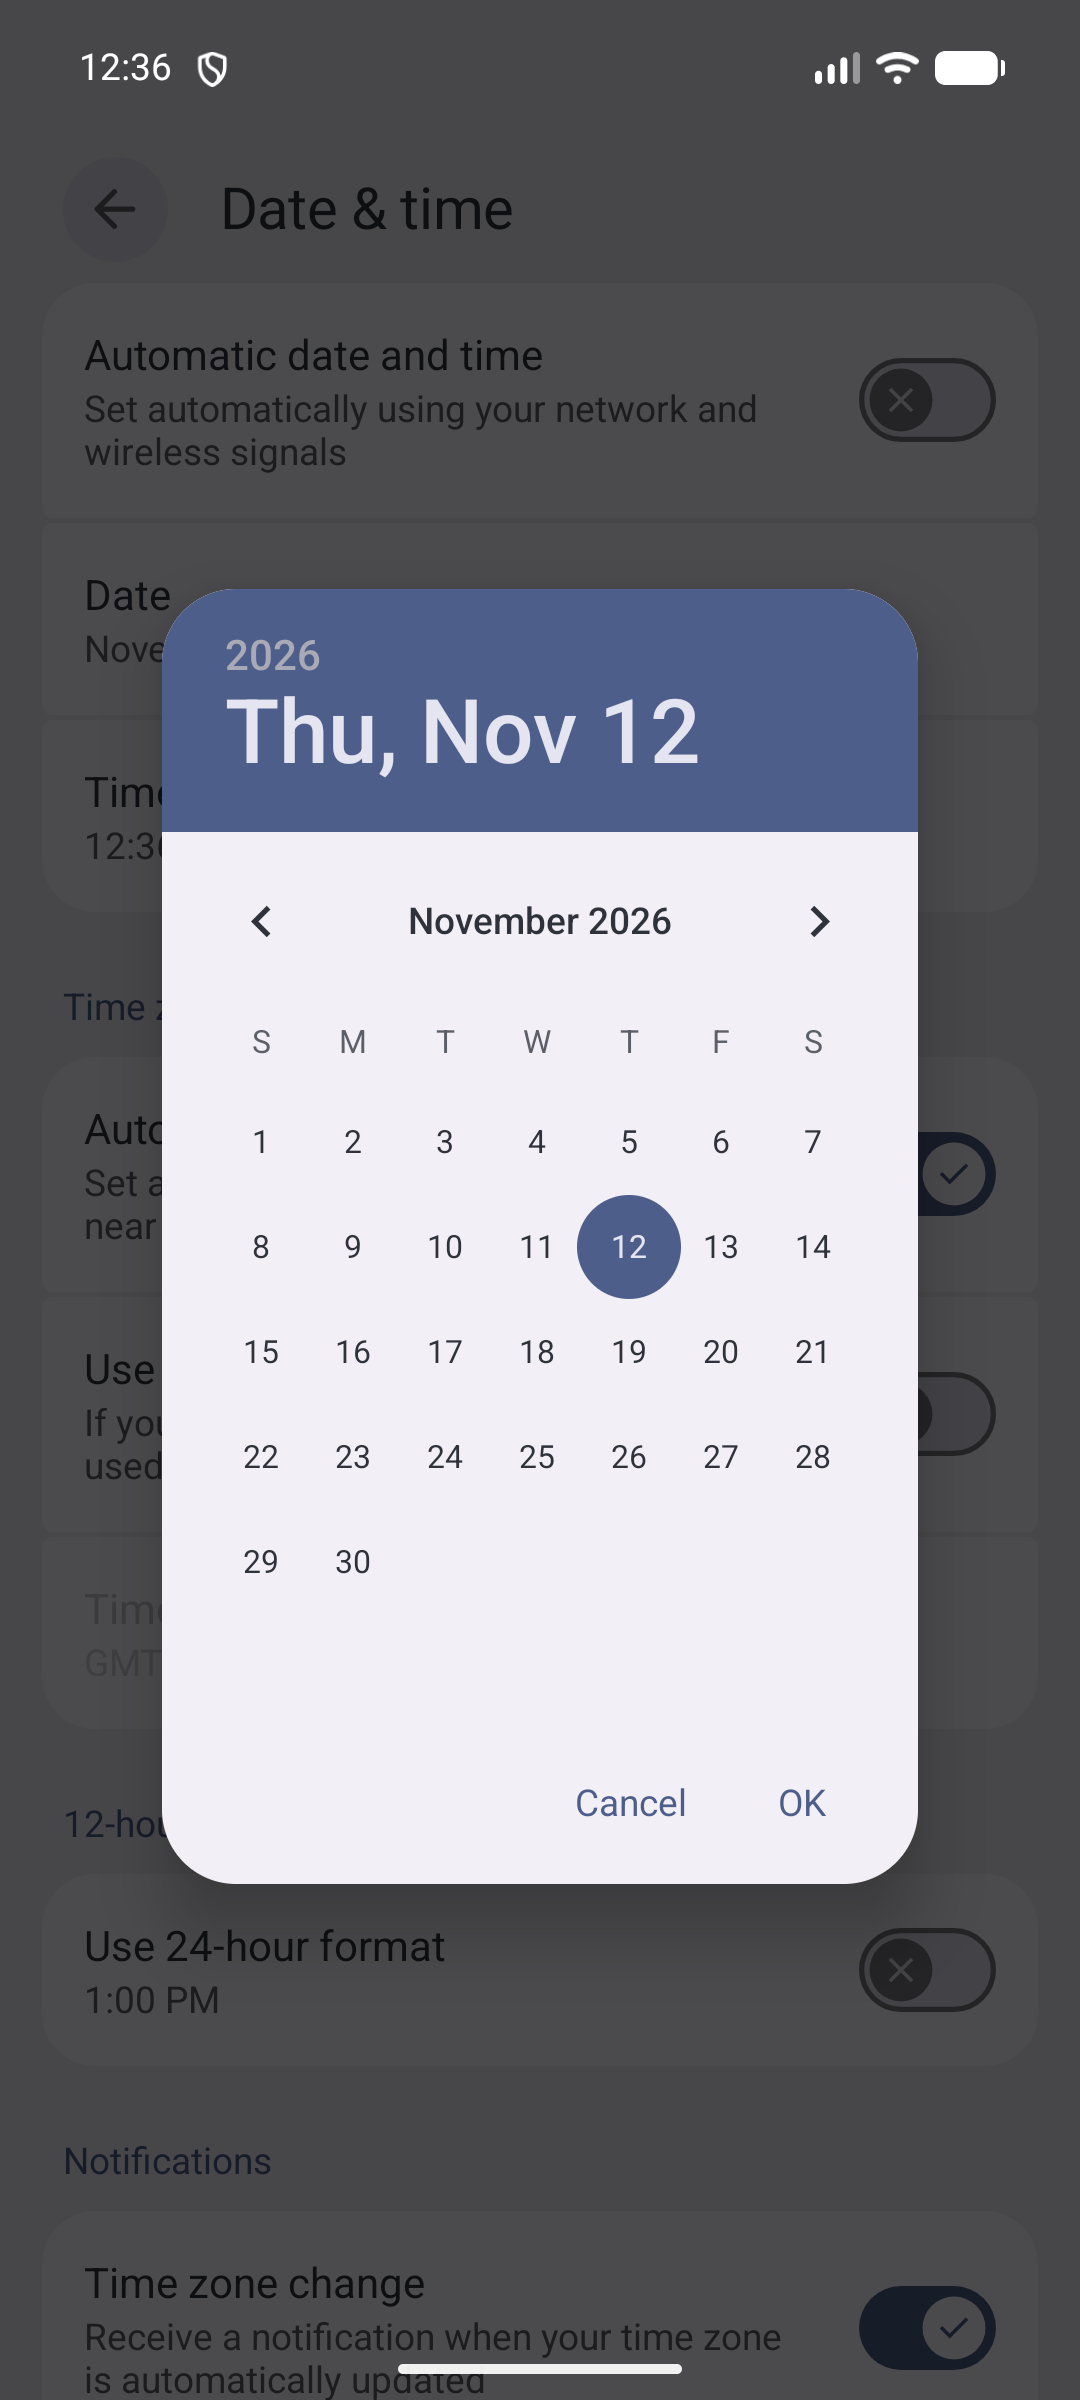 12:36
Date & time
Automatic date and time
Set automatically using your network and
wireless signals
Date
Nove
2026
Thu, Nov 12
Time
12:36
November 2026
Time z
S M T W T F S
1 2 3 4 5 6 7
8 9 10 11 12 13 14
15 16 17 18 19 20 21
22 23 24 25 26 27 28
29 30
Auto
Set a
near
Use
If you
used
Time
GMT
Cancel OK
12-hou
Use 24-hour format
1:00 PM
Notifications
Time zone change
Receive a notification when your time zone
is automatically updated